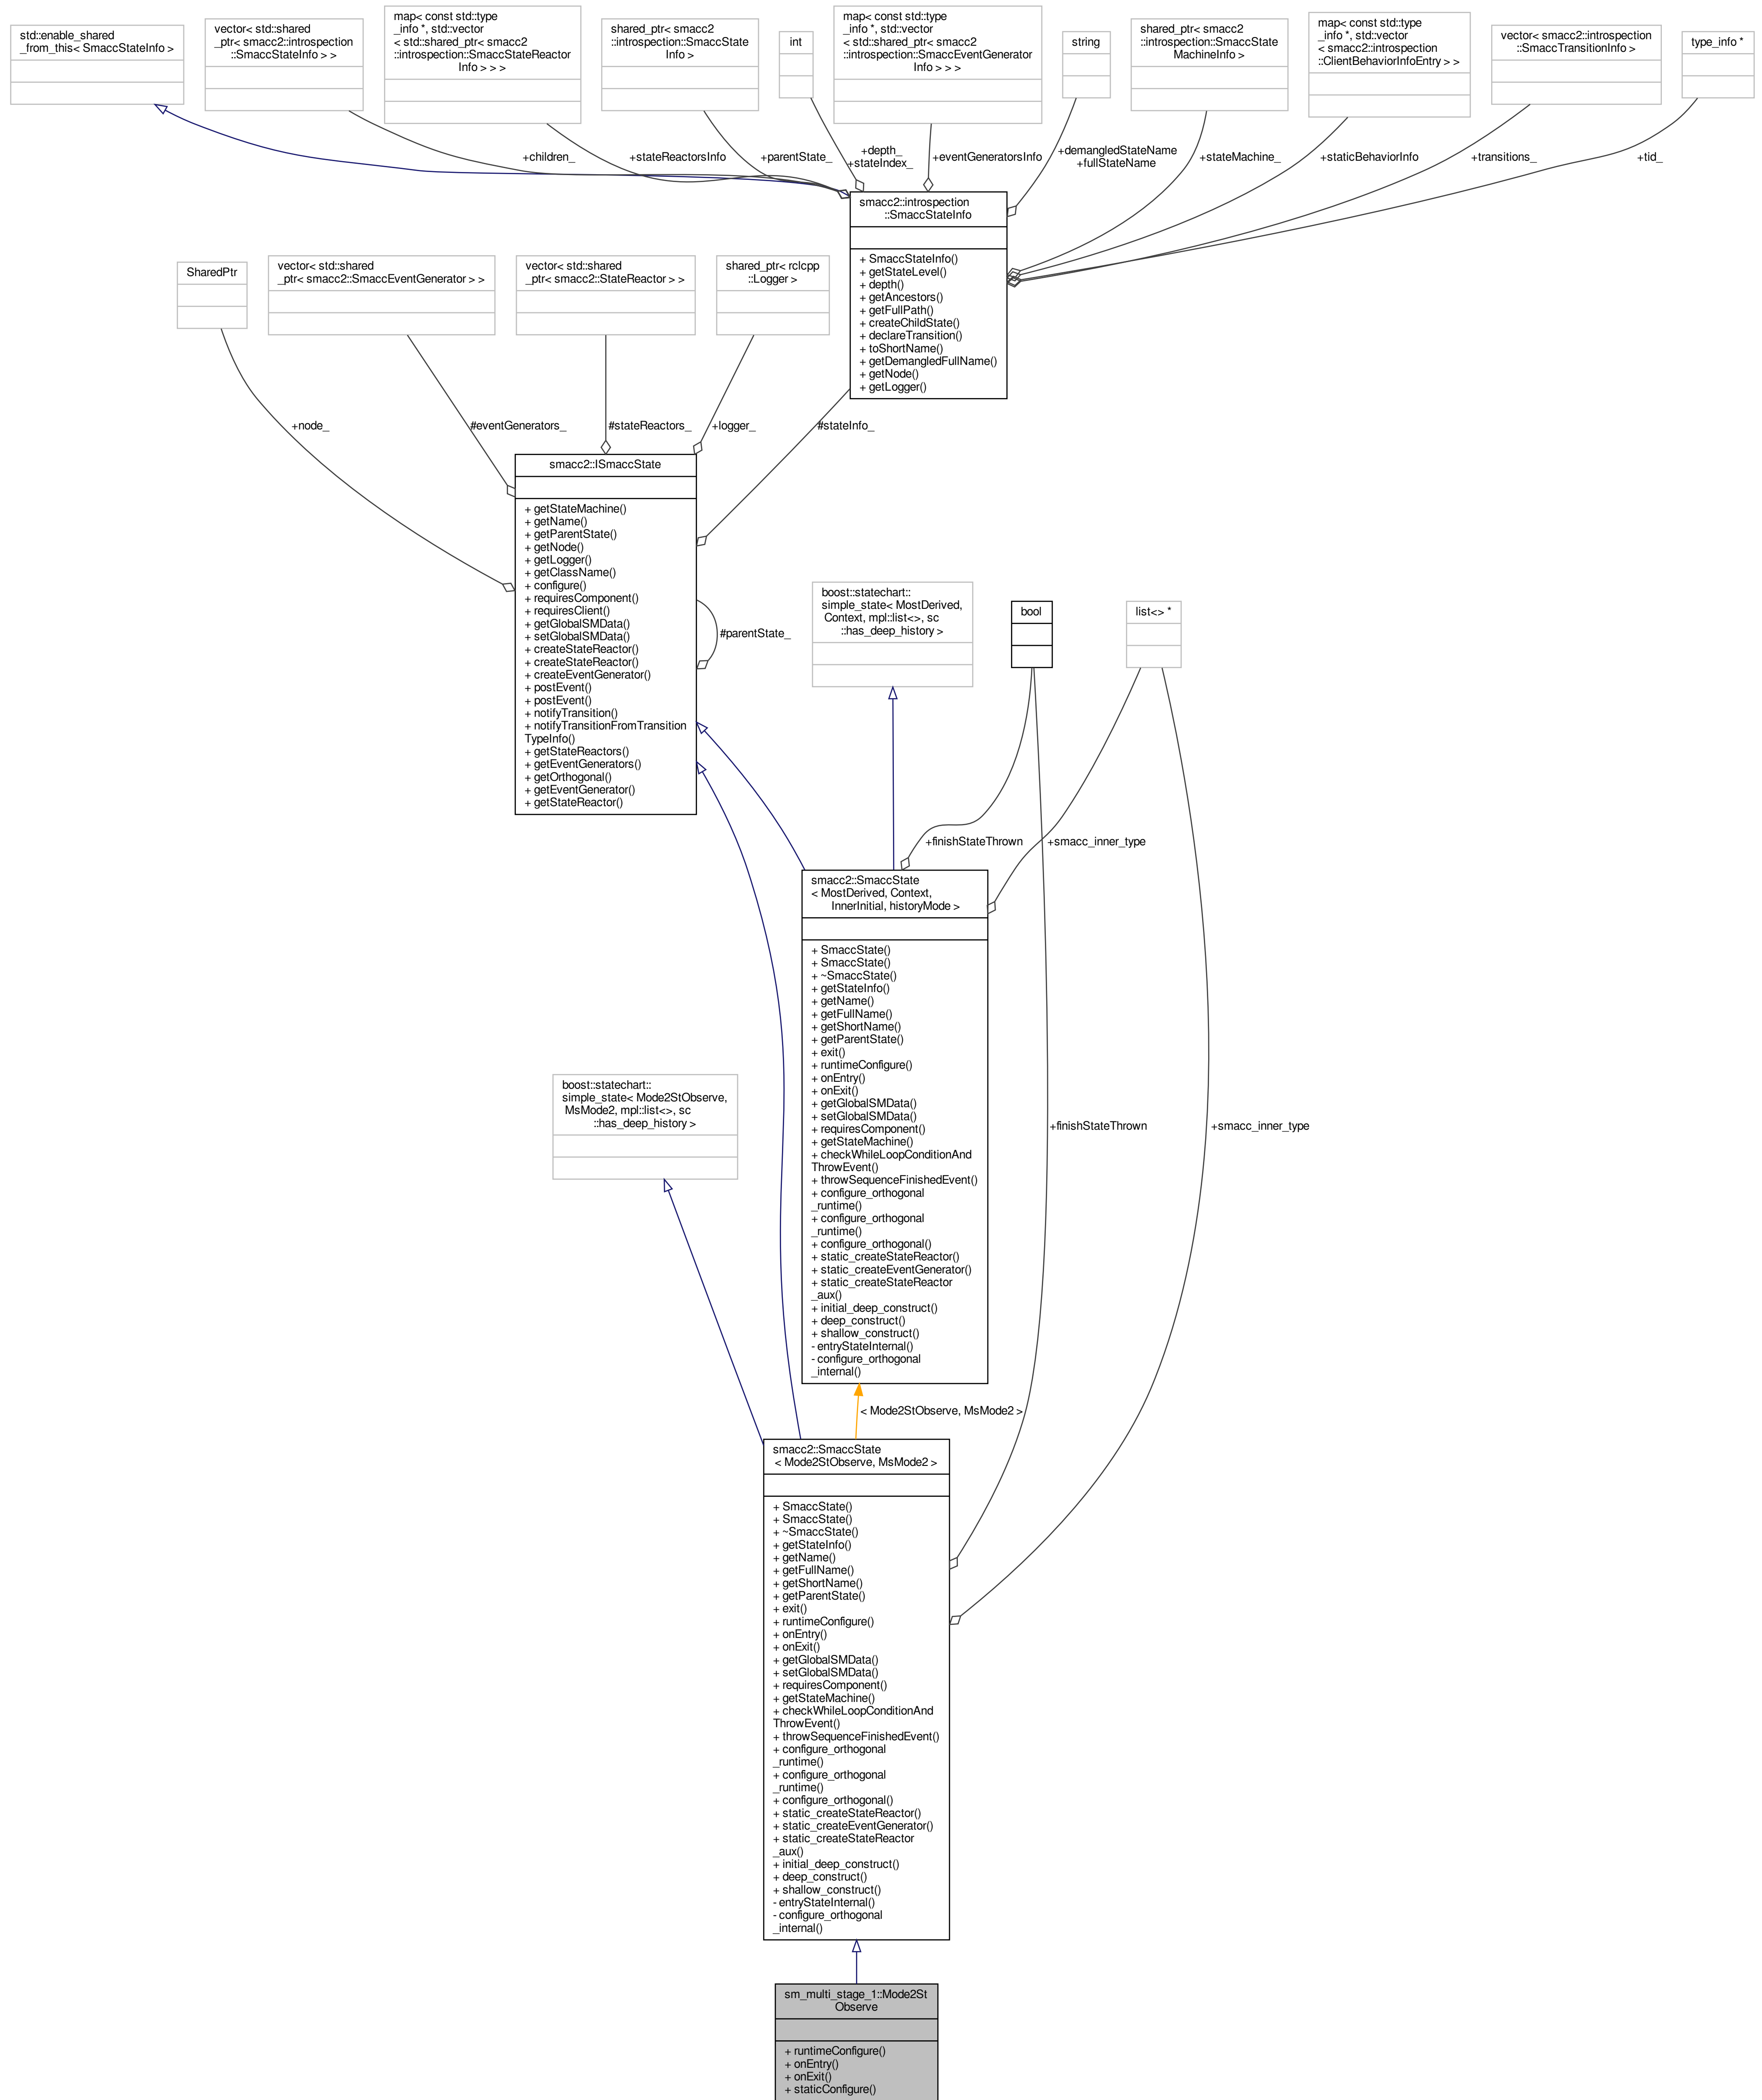 std::enable_shared
_from_this< SmaccStateInfo >
vector< std::shared
_ptr< smacc2::introspection
::SmaccStateInfo > >
map< const std::type
_info *, std::vector
< std::shared_ptr< smacc2
::introspection::SmaccStateReactor
Info > > >
shared_ptr< smacc2
::introspection::SmaccState
Info >
int
map< const std::type
_info *, std::vector
< std::shared_ptr< smacc2
::introspection::SmaccEventGenerator
Info > > >
string
shared_ptr< smacc2
::introspection::SmaccState
MachineInfo >
map< const std::type
_info *, std::vector
< smacc2::introspection
::ClientBehaviorInfoEntry > >
vector< smacc2::introspection
::SmaccTransitionInfo >
type_info *
+children_
+stateReactorsInfo
+parentState_
+depth_
+stateIndex_
+eventGeneratorsInfo
+demangledStateName
+fullStateName
+stateMachine_
+staticBehaviorInfo
+transitions_
+tid_
smacc2::introspection
::SmaccStateInfo
+ SmaccStateInfo()
+ getStateLevel()
+ depth()
+ getAncestors()
+ getFullPath()
+ createChildState()
+ declareTransition()
+ toShortName()
+ getDemangledFullName()
+ getNode()
+ getLogger()
SharedPtr
vector< std::shared
_ptr< smacc2::SmaccEventGenerator > >
vector< std::shared
_ptr< smacc2::StateReactor > >
shared_ptr< rclcpp
::Logger >
+node_
#eventGenerators_
#stateReactors_
+logger_
#stateInfo_
smacc2::ISmaccState
+ getStateMachine()
+ getName()
+ getParentState()
+ getNode()
+ getLogger()
+ getClassName()
+ configure()
+ requiresComponent()
+ requiresClient()
+ getGlobalSMData()
+ setGlobalSMData()
+ createStateReactor()
+ createStateReactor()
+ createEventGenerator()
+ postEvent()
+ postEvent()
+ notifyTransition()
+ notifyTransitionFromTransition
TypeInfo()
+ getStateReactors()
+ getEventGenerators()
+ getOrthogonal()
+ getEventGenerator()
+ getStateReactor()
#parentState_
boost::statechart::
simple_state< MostDerived,
Context, mpl::list<>, sc
::has_deep_history >
bool
list<> *
+finishStateThrown
+smacc_inner_type
smacc2::SmaccState
< MostDerived, Context,
InnerInitial, historyMode >
+ SmaccState()
+ SmaccState()
+ ~SmaccState()
+ getStateInfo()
+ getName()
+ getFullName()
+ getShortName()
+ getParentState()
+ exit()
+ runtimeConfigure()
+ onEntry()
+ onExit()
+ getGlobalSMData()
+ setGlobalSMData()
+ requiresComponent()
+ getStateMachine()
+ checkWhileLoopConditionAnd
ThrowEvent()
+ throwSequenceFinishedEvent()
+ configure_orthogonal
_runtime()
+ configure_orthogonal
_runtime()
+ configure_orthogonal()
+ static_createStateReactor()
+ static_createEventGenerator()
+ static_createStateReactor
_aux()
+ initial_deep_construct()
+ deep_construct()
+ shallow_construct()
- entryStateInternal()
- configure_orthogonal
_internal()
boost::statechart::
simple_state< Mode2StObserve,
MsMode2, mpl::list<>, sc
::has_deep_history >
+finishStateThrown
+smacc_inner_type
< Mode2StObserve, MsMode2 >
smacc2::SmaccState
< Mode2StObserve, MsMode2 >
+ SmaccState()
+ SmaccState()
+ ~SmaccState()
+ getStateInfo()
+ getName()
+ getFullName()
+ getShortName()
+ getParentState()
+ exit()
+ runtimeConfigure()
+ onEntry()
+ onExit()
+ getGlobalSMData()
+ setGlobalSMData()
+ requiresComponent()
+ getStateMachine()
+ checkWhileLoopConditionAnd
ThrowEvent()
+ throwSequenceFinishedEvent()
+ configure_orthogonal
_runtime()
+ configure_orthogonal
_runtime()
+ configure_orthogonal()
+ static_createStateReactor()
+ static_createEventGenerator()
+ static_createStateReactor
_aux()
+ initial_deep_construct()
+ deep_construct()
+ shallow_construct()
- entryStateInternal()
- configure_orthogonal
_internal()
sm_multi_stage_1::Mode2St
Observe
+ runtimeConfigure()
+ onEntry()
+ onExit()
+ staticConfigure()